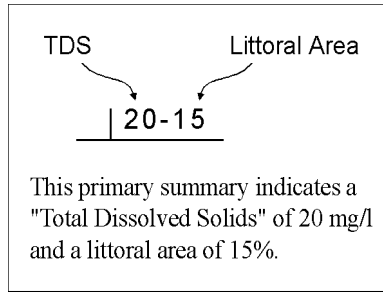 TDS Littoral Area
20-15
This primary summary indicates a
"Total Dissolved Solids" of 20 mg/l
and a littoral area of 15%.